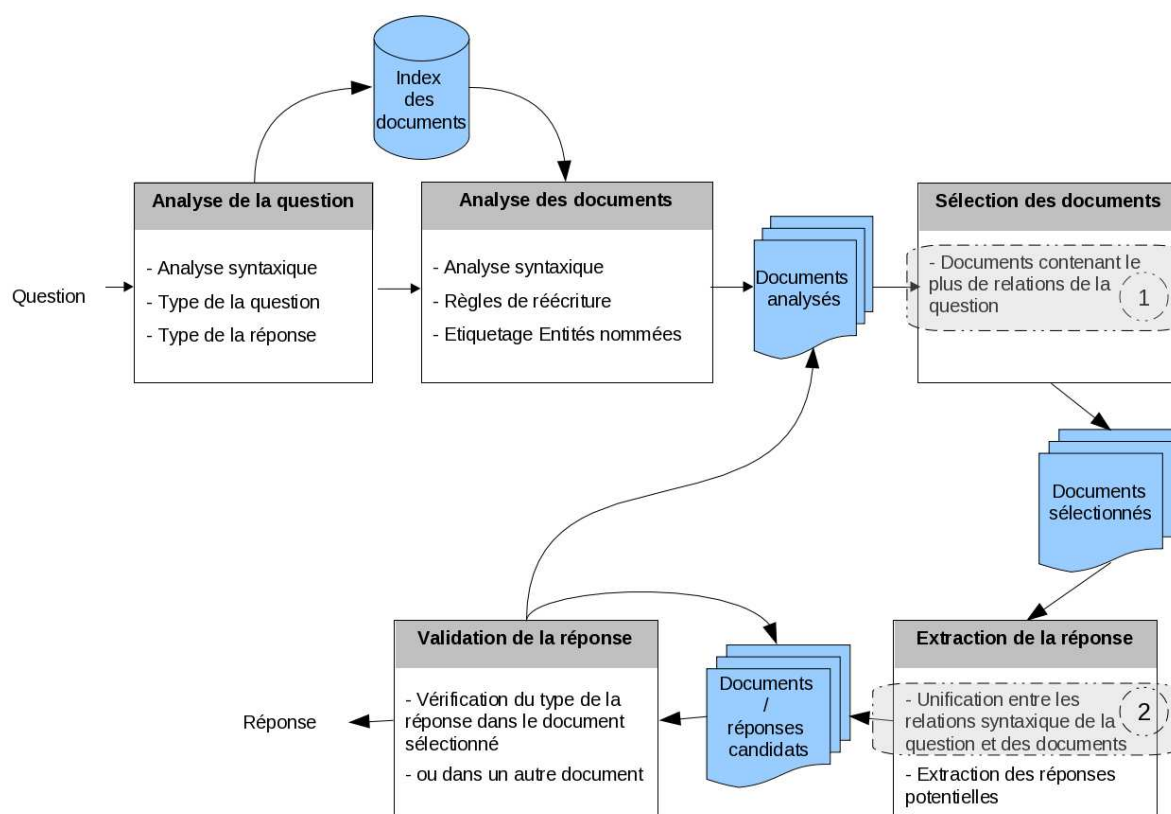 Index
des
documents
Analyse de la question
Analyse des documents
Sélection des documents
Question
- Analyse syntaxique
- Type de la question
- Type de la réponse
- Analyse syntaxique
- Règles de réécriture
- Etiquetage Entités nommées
Documents
analysés
- Documents contenant le
plus de relations de la
question
1
Documents
sélectionnés
Validation de la réponse
Extraction de la réponse
Réponse
- Vérification du type de la
réponse dans le document
sélectionné
- ou dans un autre document
Documents
/
réponses
candidats
- Unification entre les
relations syntaxique de la
question et des documents
2
- Extraction des réponses
potentielles